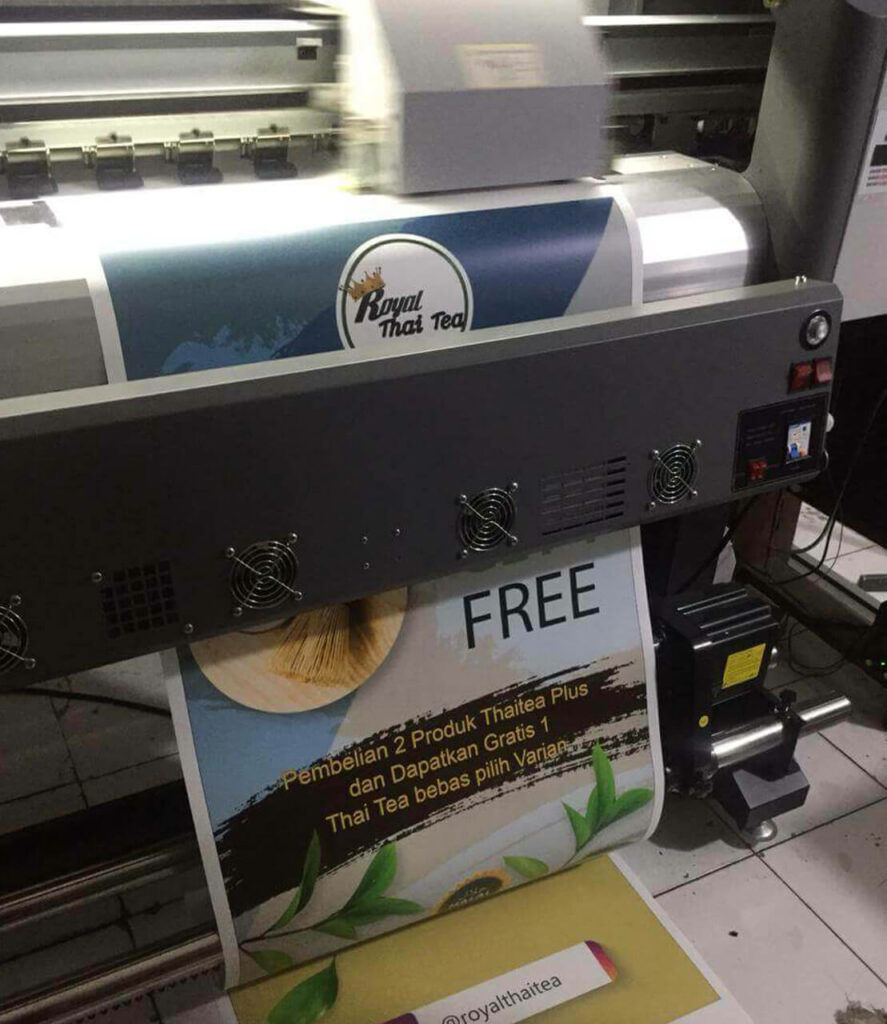 Royal
Thai Tea
FREE
Pembelian 2 Produk Thaitea Plus
dan Dapatkan Gratis 1
Thai Tea bebas pilih Varian
HALAL
@royalthaitea